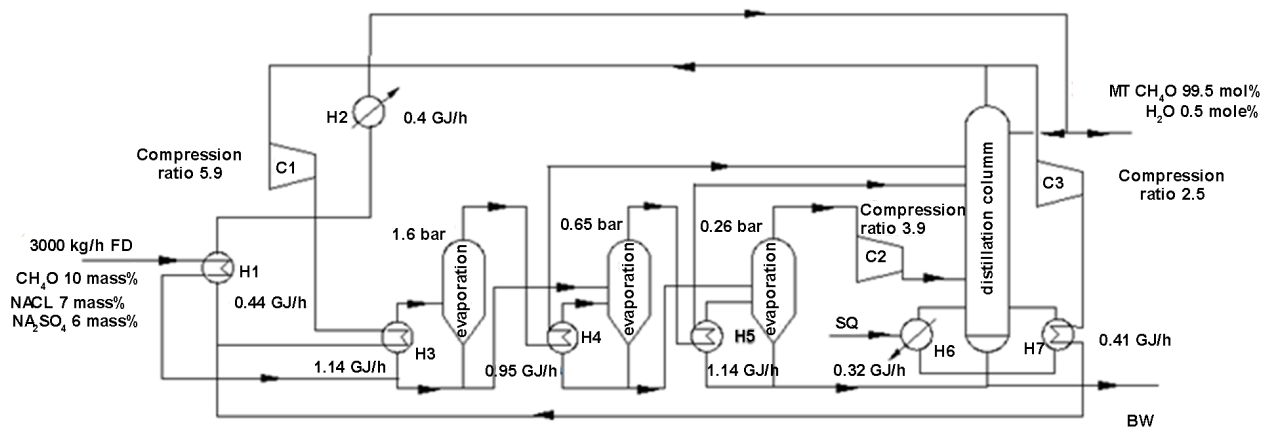 H2
0.4 GJ/h
MT CH₄O 99.5 mol%
H₂O 0.5 mole%
Compression
ratio 5.9
C1
distillation columm
C3
Compression
ratio 2.5
Compression
ratio 3.9
C2
3000 kg/h FD
CH₄O 10 mass%
NACL 7 mass%
NA₂SO₄ 6 mass%
H1
0.44 GJ/h
1.6 bar
evaporation
0.65 bar
evaporation
0.26 bar
evaporation
H3
1.14 GJ/h
H4
0.95 GJ/h
H5
1.14 GJ/h
SQ
H6
0.32 GJ/h
H7
0.41 GJ/h
BW